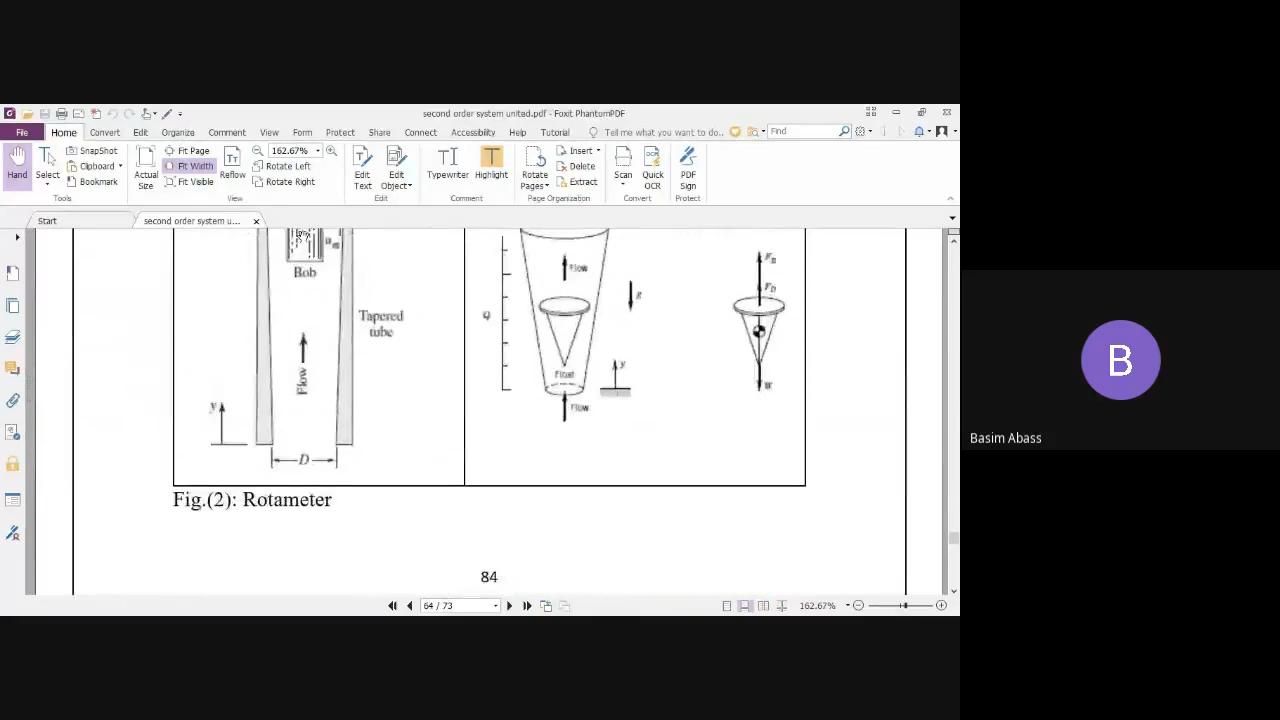 second order system united.pdf - Foxit PhantomPDF
File Home Convert Edit Organize Comment View Form Protect Share Connect Accessibility Help Tutorial Tell me what you want to do.. Find
Hand
Select
SnapShot
Clipboard
Bookmark
Tools
Actual Size
Fit Page
Fit Width
Fit Visible
Reflow
162.67%
Rotate Left
Rotate Right
View
Edit Text
Edit Object
Edit
Typewriter
Highlight
Comment
Rotate Pages
Insert
Delete
Extract
Page Organization
Scan
Quick OCR
Convert
PDF Sign
Protect
Start
second order system u...
Bob
Tapered
tube
Flow
y
D
Flow
g
Q
Float
y
Flow
F_B
F_D
W
Fig.(2): Rotameter
84
64 / 73
162.67%
B
Basim Abass